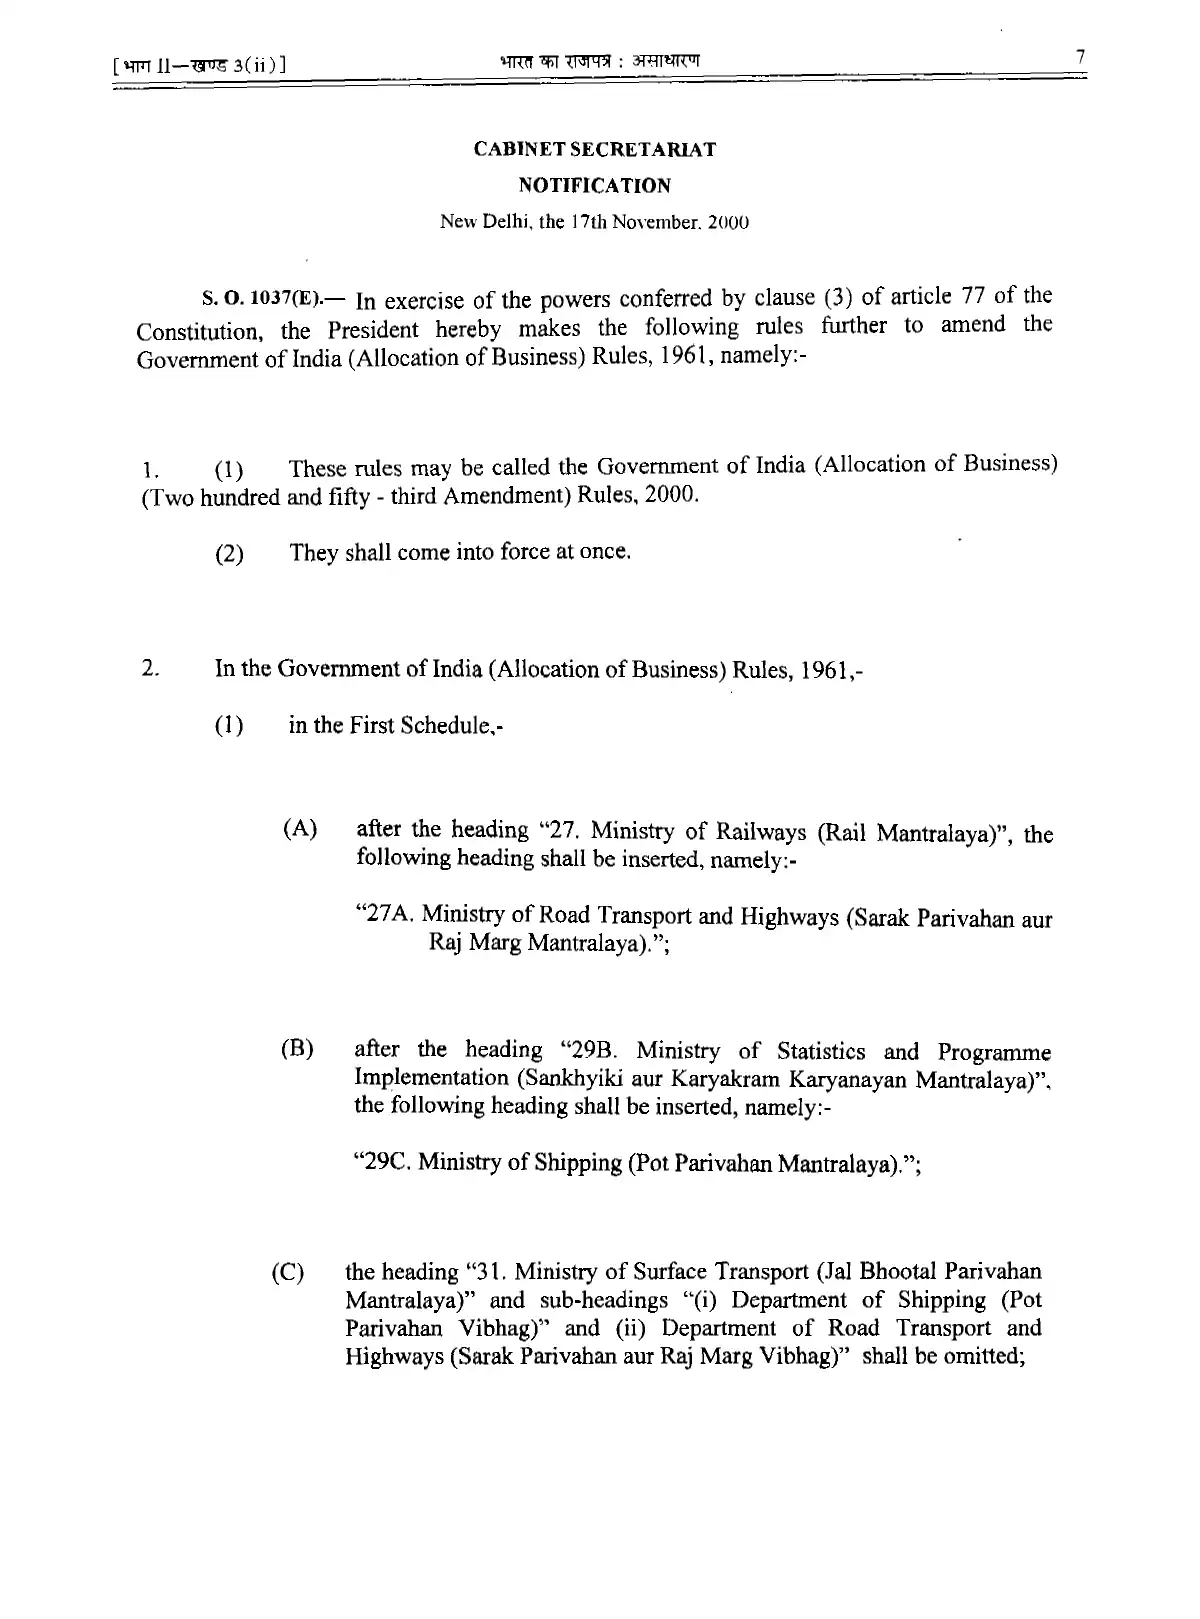 [ भाग II—खण्ड 3(ii) ]
भारत का राजपत्र : असाधारण
7
CABINET SECRETARIAT
NOTIFICATION
New Delhi, the 17th November, 2000
S. O. 1037(E).— In exercise of the powers conferred by clause (3) of article 77 of the
Constitution, the President hereby makes the following rules further to amend the
Government of India (Allocation of Business) Rules, 1961, namely:-
1. (1) These rules may be called the Government of India (Allocation of Business)
(Two hundred and fifty - third Amendment) Rules, 2000.
(2) They shall come into force at once.
2. In the Government of India (Allocation of Business) Rules, 1961,-
(1) in the First Schedule,-
(A) after the heading “27. Ministry of Railways (Rail Mantralaya)”, the
following heading shall be inserted, namely:-
“27A. Ministry of Road Transport and Highways (Sarak Parivahan aur
Raj Marg Mantralaya).”;
(B) after the heading “29B. Ministry of Statistics and Programme
Implementation (Sankhyiki aur Karyakram Karyanayan Mantralaya)”,
the following heading shall be inserted, namely:-
“29C. Ministry of Shipping (Pot Parivahan Mantralaya).”;
(C) the heading “31. Ministry of Surface Transport (Jal Bhootal Parivahan
Mantralaya)” and sub-headings “(i) Department of Shipping (Pot
Parivahan Vibhag)” and (ii) Department of Road Transport and
Highways (Sarak Parivahan aur Raj Marg Vibhag)” shall be omitted;